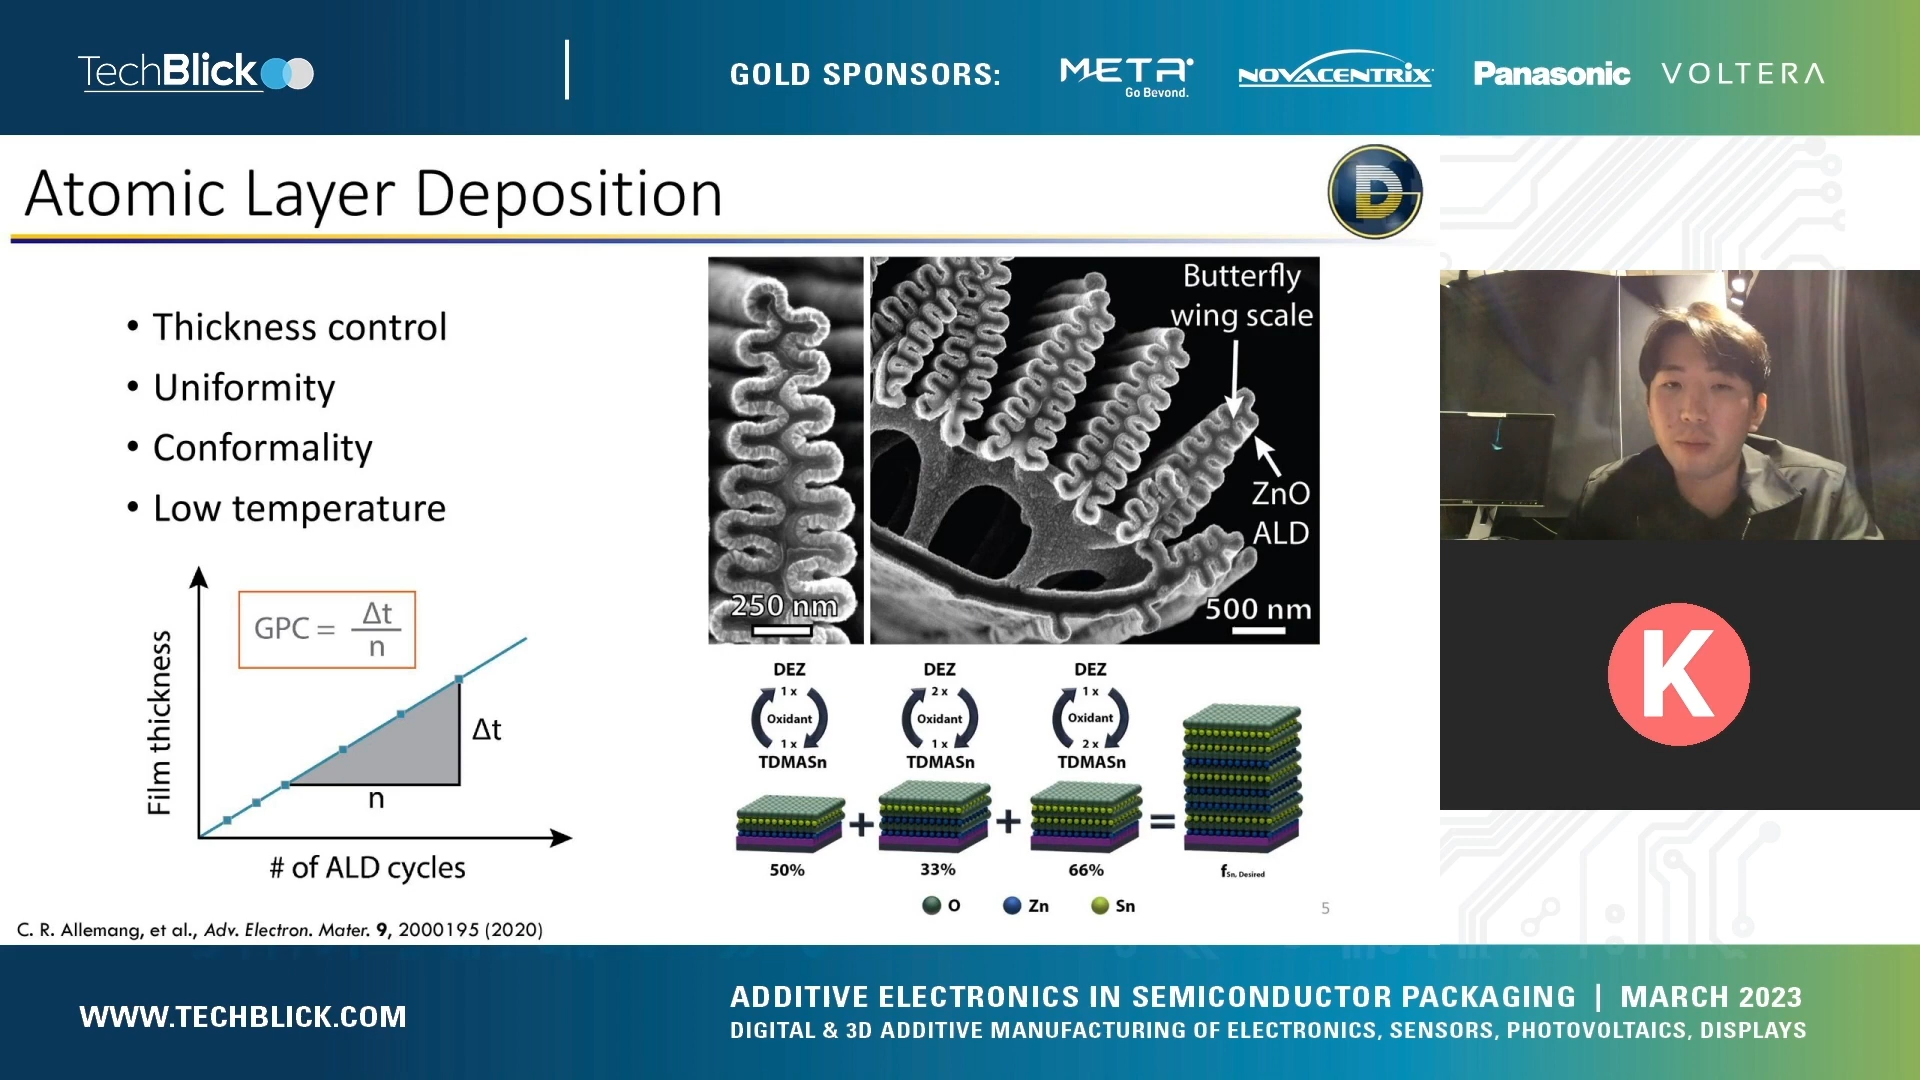 TechBlick
GOLD SPONSORS:
META
Go Beyond.
NOVACENTRIX
Panasonic
VOLTERA
Atomic Layer Deposition
• Thickness control
• Uniformity
• Conformality
• Low temperature
GPC = Δt
n
Film thickness
Δt
n
# of ALD cycles
250 nm
Butterfly
wing scale
ZnO
ALD
500 nm
DEZ DEZ DEZ
1 x 2 x 1 x
Oxidant Oxidant Oxidant
1 x 1 x 2 x
TDMASn TDMASn TDMASn
+ + =
50% 33% 66% fSn, Desired
O Zn Sn
5
C. R. Allemang, et al., Adv. Electron. Mater. 9, 2000195 (2020)
K
WWW.TECHBLICK.COM
ADDITIVE ELECTRONICS IN SEMICONDUCTOR PACKAGING | MARCH 2023
DIGITAL & 3D ADDITIVE MANUFACTURING OF ELECTRONICS, SENSORS, PHOTOVOLTAICS, DISPLAYS